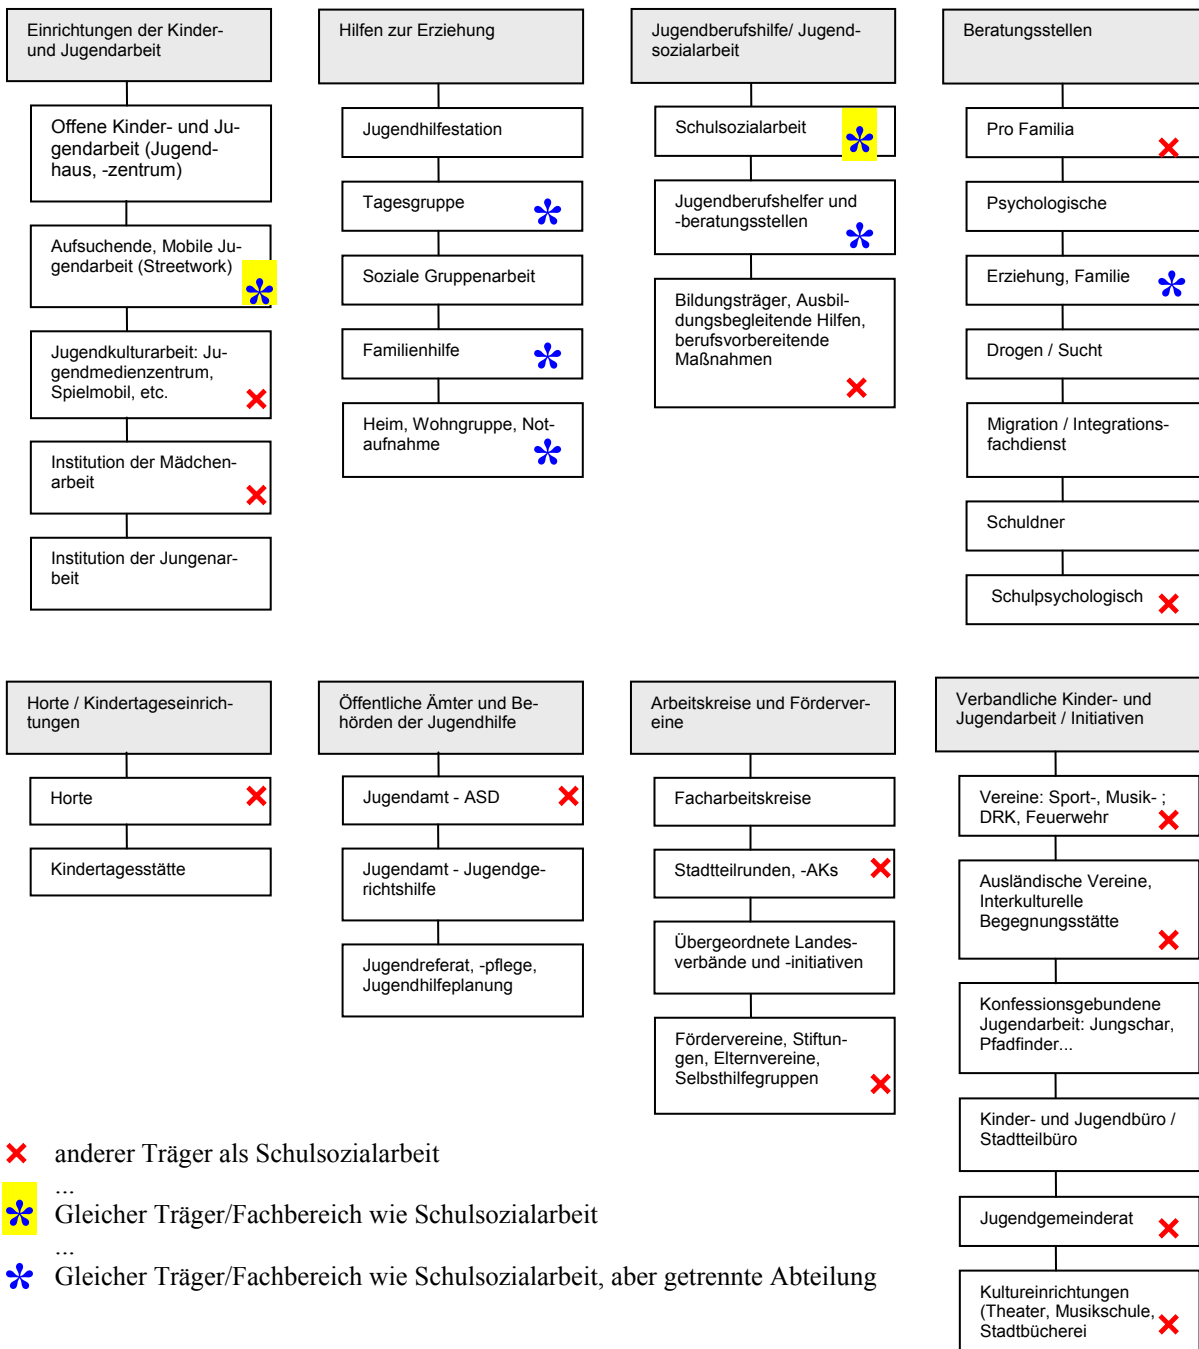 Einrichtungen der Kinder-
und Jugendarbeit
Offene Kinder- und Ju-
gendarbeit (Jugend-
haus, -zentrum)
Aufsuchende, Mobile Ju-
gendarbeit (Streetwork)
Jugendkulturarbeit: Ju-
gendmedienzentrum,
Spielmobil, etc.
Institution der Mädchen-
arbeit
Institution der Jungenar-
beit
Hilfen zur Erziehung
Jugendhilfestation
Tagesgruppe
Soziale Gruppenarbeit
Familienhilfe
Heim, Wohngruppe, Not-
aufnahme
Jugendberufshilfe/ Jugend-
sozialarbeit
Schulsozialarbeit
Jugendberufshelfer und
-beratungsstellen
Bildungsträger, Ausbil-
dungsbegleitende Hilfen,
berufsvorbereitende
Maßnahmen
Beratungsstellen
Pro Familia
Psychologische
Erziehung, Familie
Drogen / Sucht
Migration / Integrations-
fachdienst
Schuldner
Schulpsychologisch
Horte / Kindertageseinrich-
tungen
Horte
Kindertagesstätte
Öffentliche Ämter und Be-
hörden der Jugendhilfe
Jugendamt - ASD
Jugendamt - Jugendge-
richtshilfe
Jugendreferat, -pflege,
Jugendhilfeplanung
Arbeitskreise und Förderver-
eine
Facharbeitskreise
Stadtteilrunden, -AKs
Übergeordnete Landes-
verbände und -initiativen
Fördervereine, Stiftun-
gen, Elternvereine,
Selbsthilfegruppen
Verbandliche Kinder- und
Jugendarbeit / Initiativen
Vereine: Sport-, Musik- ;
DRK, Feuerwehr
Ausländische Vereine,
Interkulturelle
Begegnungsstätte
Konfessionsgebundene
Jugendarbeit: Jungschar,
Pfadfinder...
Kinder- und Jugendbüro /
Stadtteilbüro
Jugendgemeinderat
Kultureinrichtungen
(Theater, Musikschule,
Stadtbücherei
anderer Träger als Schulsozialarbeit
...
Gleicher Träger/Fachbereich wie Schulsozialarbeit
...
Gleicher Träger/Fachbereich wie Schulsozialarbeit, aber getrennte Abteilung